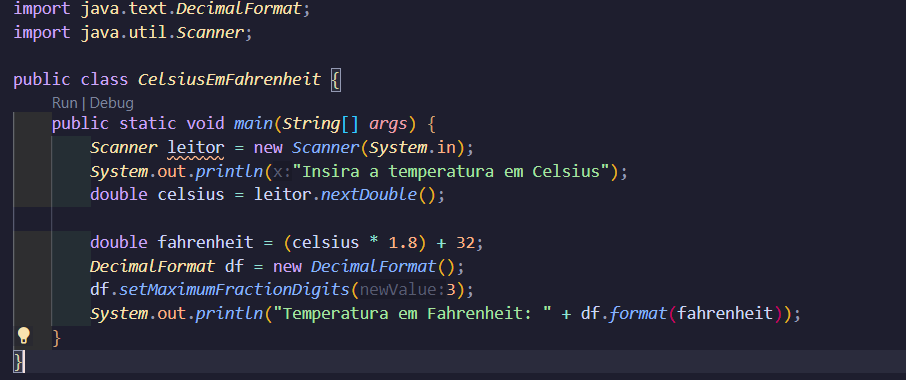 import java.text.DecimalFormat;
import java.util.Scanner;
public class CelsiusEmFahrenheit {
Run | Debug
public static void main(String[] args) {
Scanner leitor = new Scanner(System.in);
System.out.println(x:"Insira a temperatura em Celsius");
double celsius = leitor.nextDouble();
double fahrenheit = (celsius * 1.8) + 32;
DecimalFormat df = new DecimalFormat();
df.setMaximumFractionDigits(newValue:3);
System.out.println("Temperatura em Fahrenheit: " + df.format(fahrenheit));
}
}